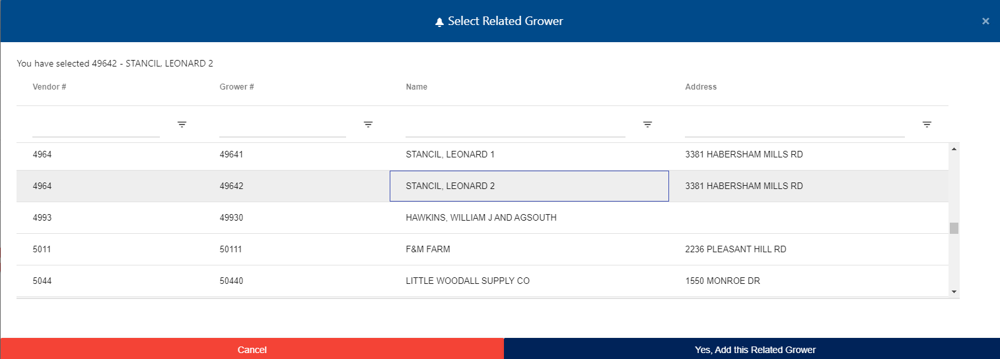 Select Related Grower
×
You have selected 49642 - STANCIL, LEONARD 2
Vendor # Grower # Name Address
4964 49641 STANCIL, LEONARD 1 3381 HABERSHAM MILLS RD
4964 49642 STANCIL, LEONARD 2 3381 HABERSHAM MILLS RD
4993 49930 HAWKINS, WILLIAM J AND AGSOUTH
5011 50111 F&M FARM 2236 PLEASANT HILL RD
5044 50440 LITTLE WOODALL SUPPLY CO 1550 MONROE DR
Cancel Yes, Add this Related Grower